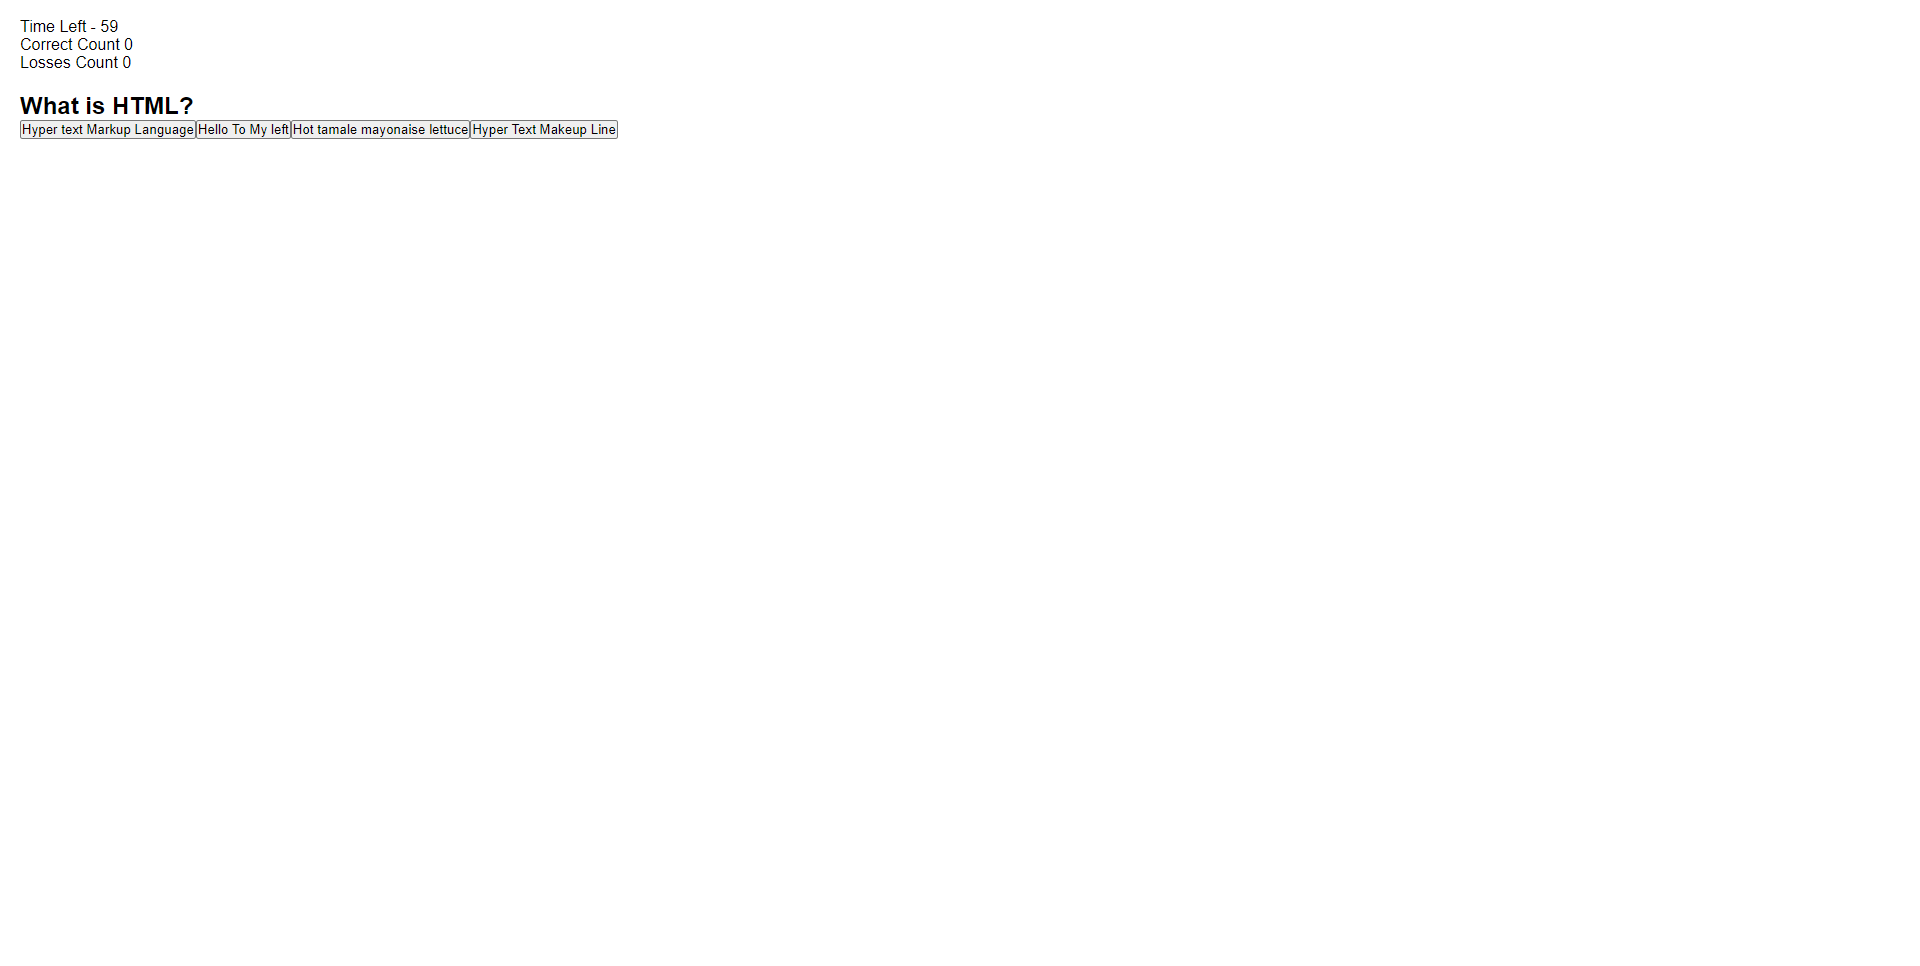 Time Left - 59
Correct Count 0
Losses Count 0
What is HTML?
Hyper text Markup Language Hello To My left Hot tamale mayonaise lettuce Hyper Text Makeup Line